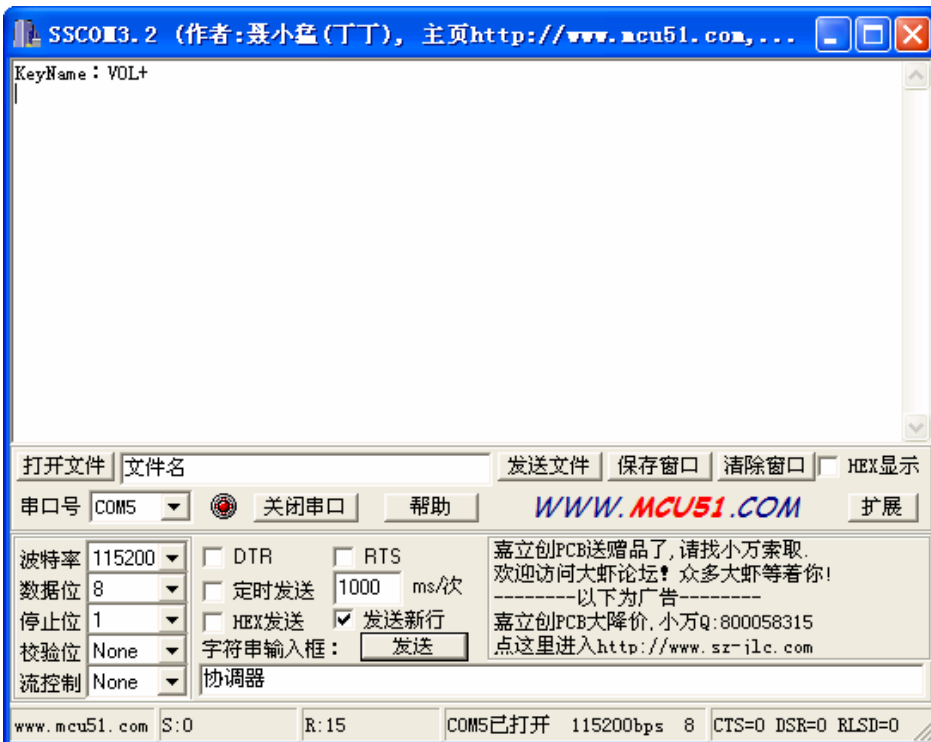 SSCOM3.2 (作者:聂小猛(丁丁), 主页http://www.mcu51.com,...
KeyName：VOL+
打开文件 文件名 发送文件 保存窗口 清除窗口 HEX显示
串口号 COM5 关闭串口 帮助 WWW.MCU51.COM 扩展
波特率 115200 DTR RTS
数据位 8 定时发送 1000 ms/次
停止位 1 HEX发送 发送新行
校验位 None 字符串输入框： 发送
流控制 None 协调器
嘉立创PCB送赠品了,请找小万索取.
欢迎访问大虾论坛! 众多大虾等着你!
--------以下为广告--------
嘉立创PCB大降价,小万Q:800058315
点这里进入http://www.sz-jlc.com
www.mcu51.com S:0 R:15 COM5已打开 115200bps 8 CTS=0 DSR=0 RLSD=0